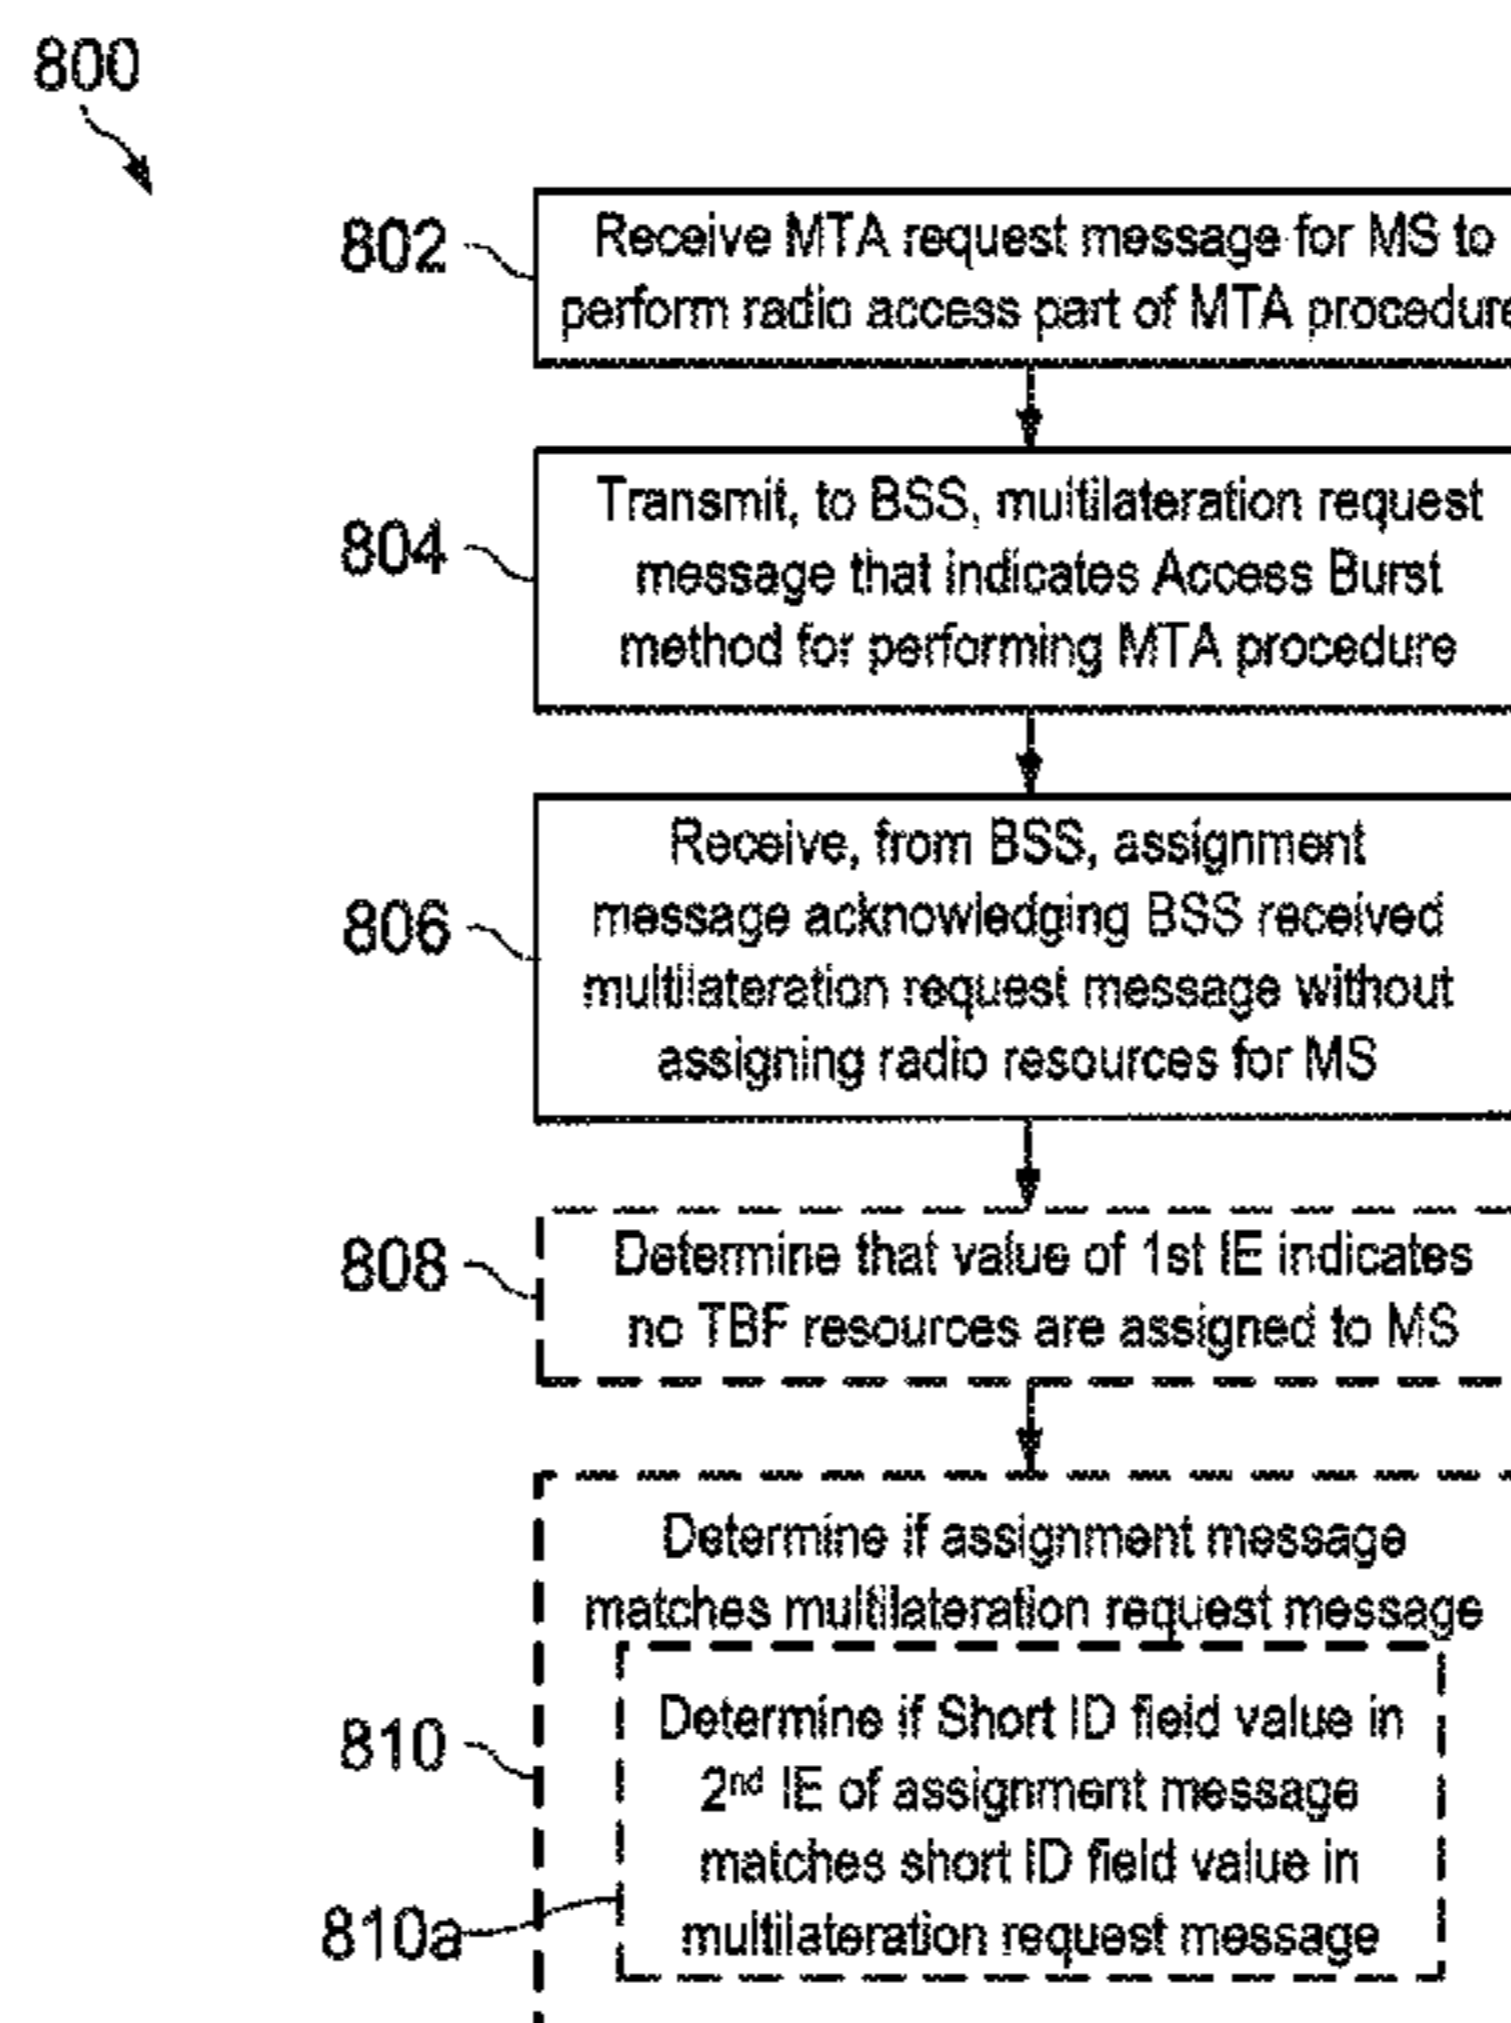 800
802
Receive MTA request message for MS to
perform radio access part of MTA procedure
804
Transmit, to BSS, multilateration request
message that indicates Access Burst
method for performing MTA procedure
806
Receive, from BSS, assignment
message acknowledging BSS received
multilateration request message without
assigning radio resources for MS
808
Determine that value of 1st IE indicates
no TBF resources are assigned to MS
810
Determine if assignment message
matches multilateration request message
810a
Determine if Short ID field value in
2nd IE of assignment message
matches short ID field value in
multilateration request message